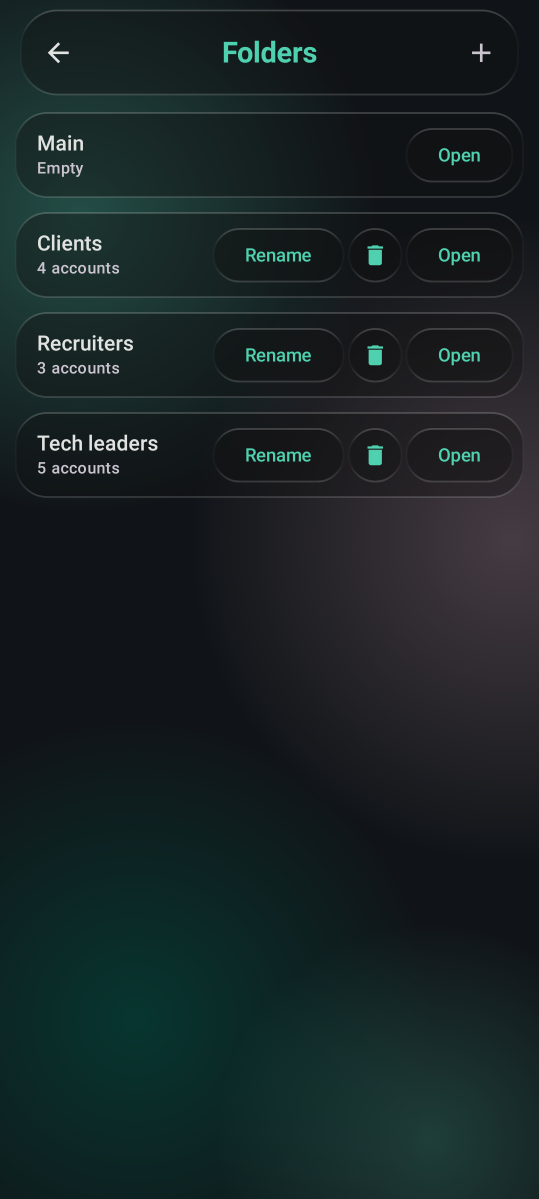 Folders
Main
Empty
Open
Clients
4 accounts
Rename
Open
Recruiters
3 accounts
Rename
Open
Tech leaders
5 accounts
Rename
Open